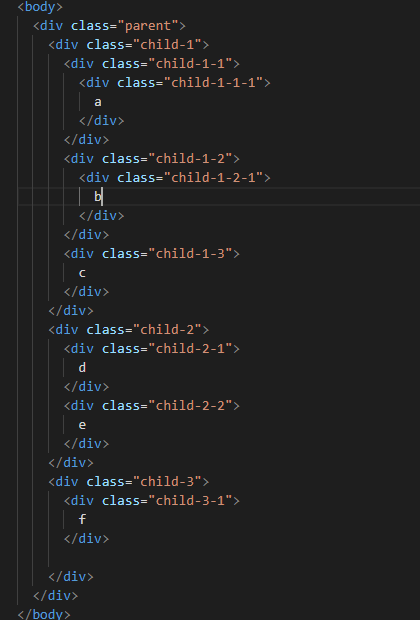 <body>
<div class="parent">
<div class="child-1">
<div class="child-1-1">
<div class="child-1-1-1">
a
</div>
</div>
<div class="child-1-2">
<div class="child-1-2-1">
b
</div>
</div>
<div class="child-1-3">
c
</div>
</div>
<div class="child-2">
<div class="child-2-1">
d
</div>
<div class="child-2-2">
e
</div>
</div>
<div class="child-3">
<div class="child-3-1">
f
</div>
</div>
</div>
</body>